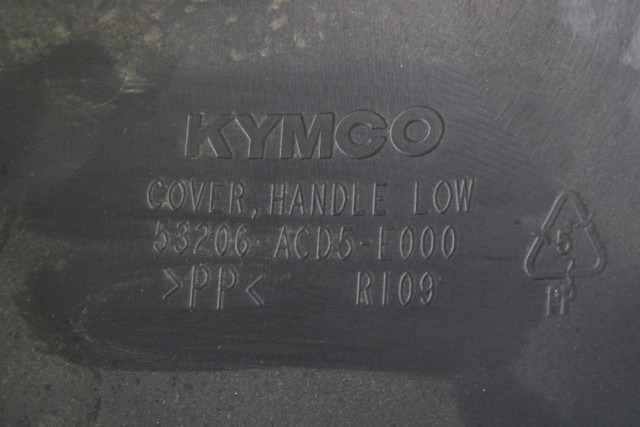 KYMCO
COVER, HANDLE LOW
53206-ACD5-E000
>PP< R109
5
PP